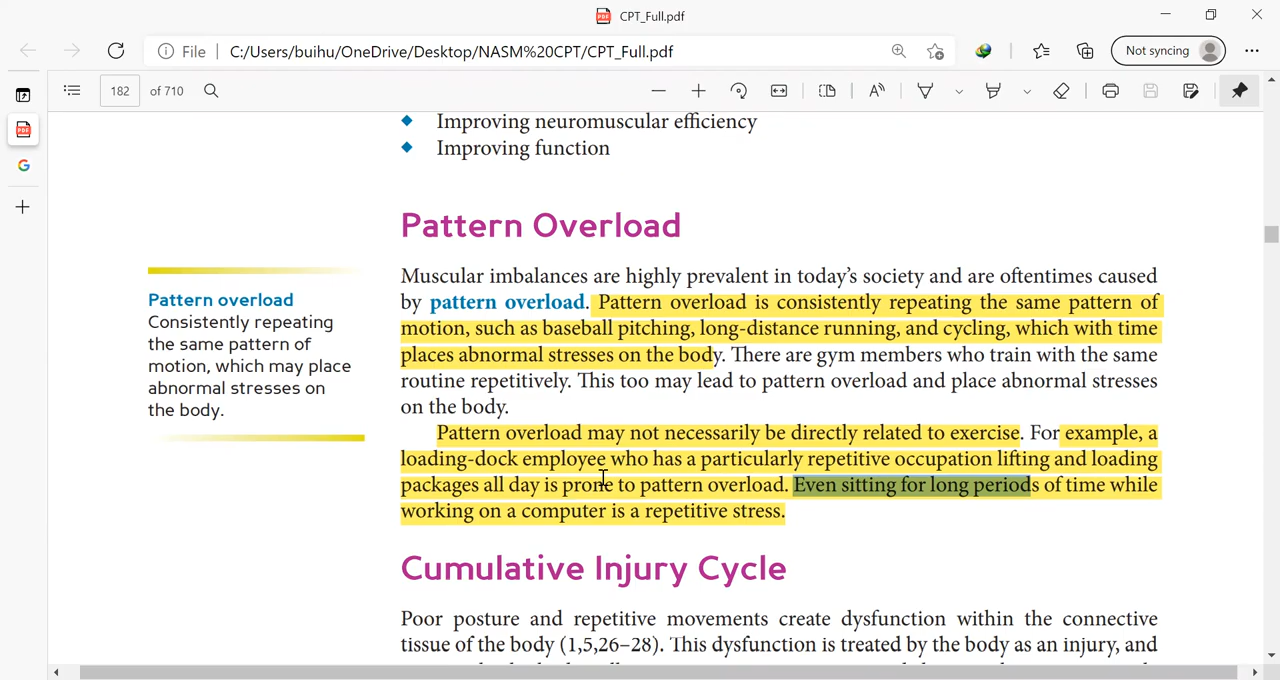 CPT_Full.pdf
File | C:/Users/buihu/OneDrive/Desktop/NASM%20CPT/CPT_Full.pdf
Not syncing
182 of 710
Improving neuromuscular efficiency
Improving function
Pattern Overload
Muscular imbalances are highly prevalent in today's society and are oftentimes caused
by pattern overload. Pattern overload is consistently repeating the same pattern of
motion, such as baseball pitching, long-distance running, and cycling, which with time
places abnormal stresses on the body. There are gym members who train with the same
routine repetitively. This too may lead to pattern overload and place abnormal stresses
on the body.
Pattern overload may not necessarily be directly related to exercise. For example, a
loading-dock employee who has a particularly repetitive occupation lifting and loading
packages all day is prone to pattern overload. Even sitting for long periods of time while
working on a computer is a repetitive stress.
Pattern overload
Consistently repeating
the same pattern of
motion, which may place
abnormal stresses on
the body.
Cumulative Injury Cycle
Poor posture and repetitive movements create dysfunction within the connective
tissue of the body (1,5,26–28). This dysfunction is treated by the body as an injury, and